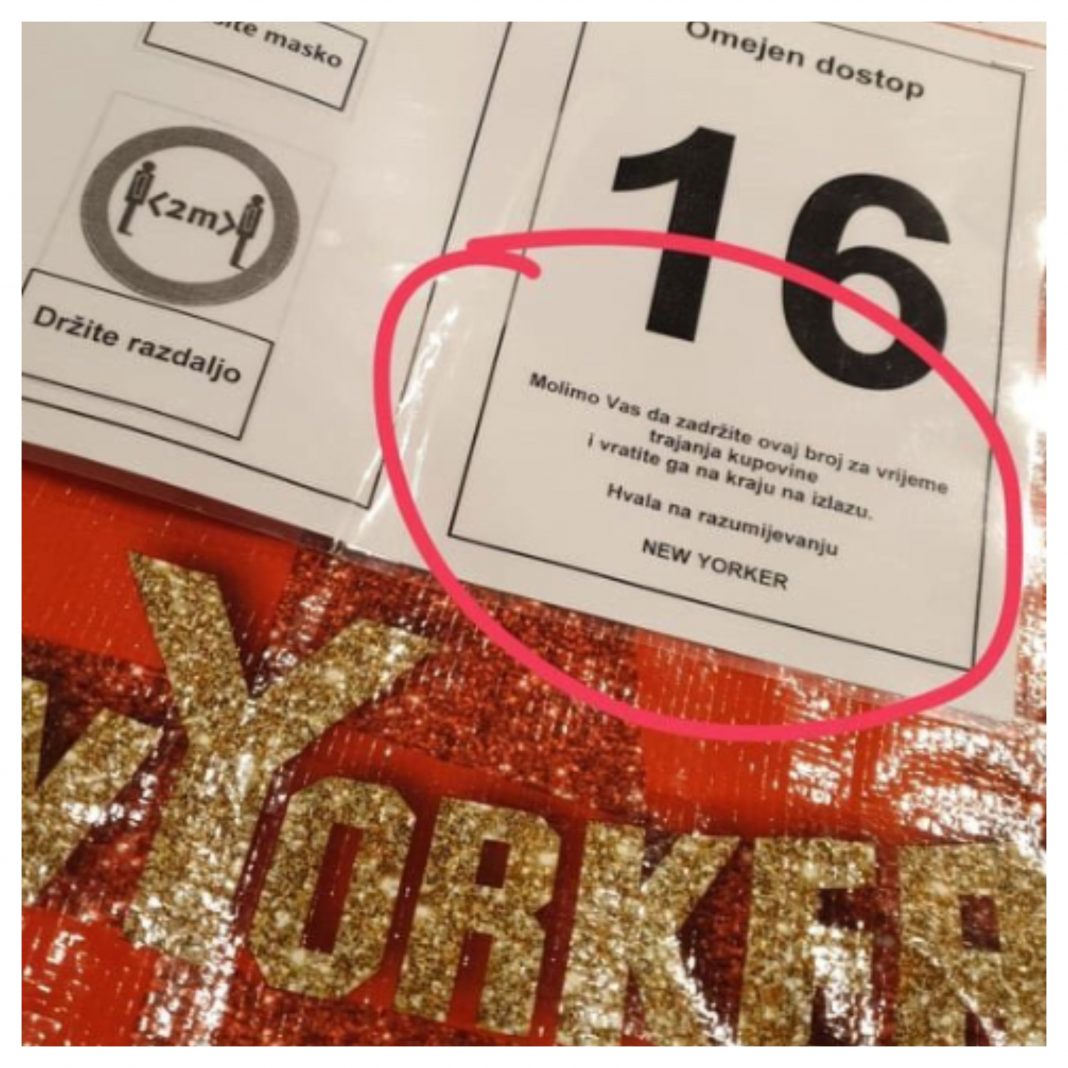 masko
<2m>
Držite razdaljo
Omejen dostop
16
Molimo Vas da zadržite ovaj broj za vrijeme
trajanja kupovine
i vratite ga na kraju na izlazu.
Hvala na razumijevanju
NEW YORKER
YORKER